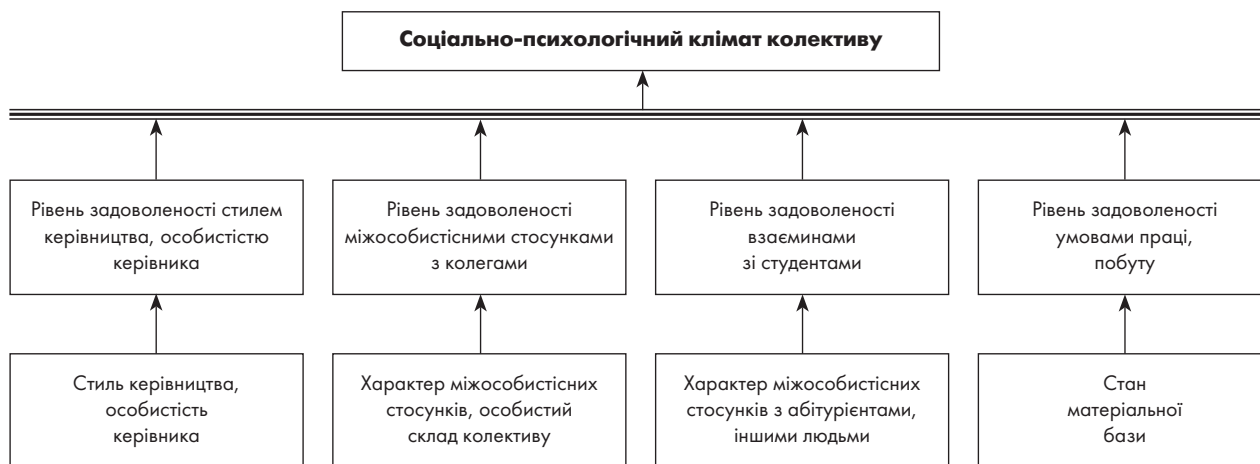 Соціально-психологічний клімат колективу
Рівень задоволеності стилем
керівництва, особистістю
керівника
Рівень задоволеності
міжособистісними стосунками
з колегами
Рівень задоволеності
взаєминами
зі студентами
Рівень задоволеності
умовами праці,
побуту
Стиль керівництва,
особистість
керівника
Характер міжособистісних
стосунків, особистий
склад колективу
Характер міжособистісних
стосунків з абітурієнтами,
іншими людьми
Стан
матеріальної
бази